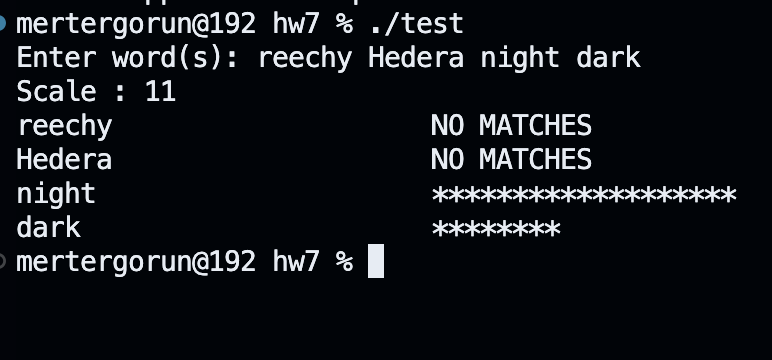 mertergorun@192 hw7 % ./test
Enter word(s): reechy Hedera night dark
Scale : 11
reechy NO MATCHES
Hedera NO MATCHES
night *******************
dark ********
mertergorun@192 hw7 %